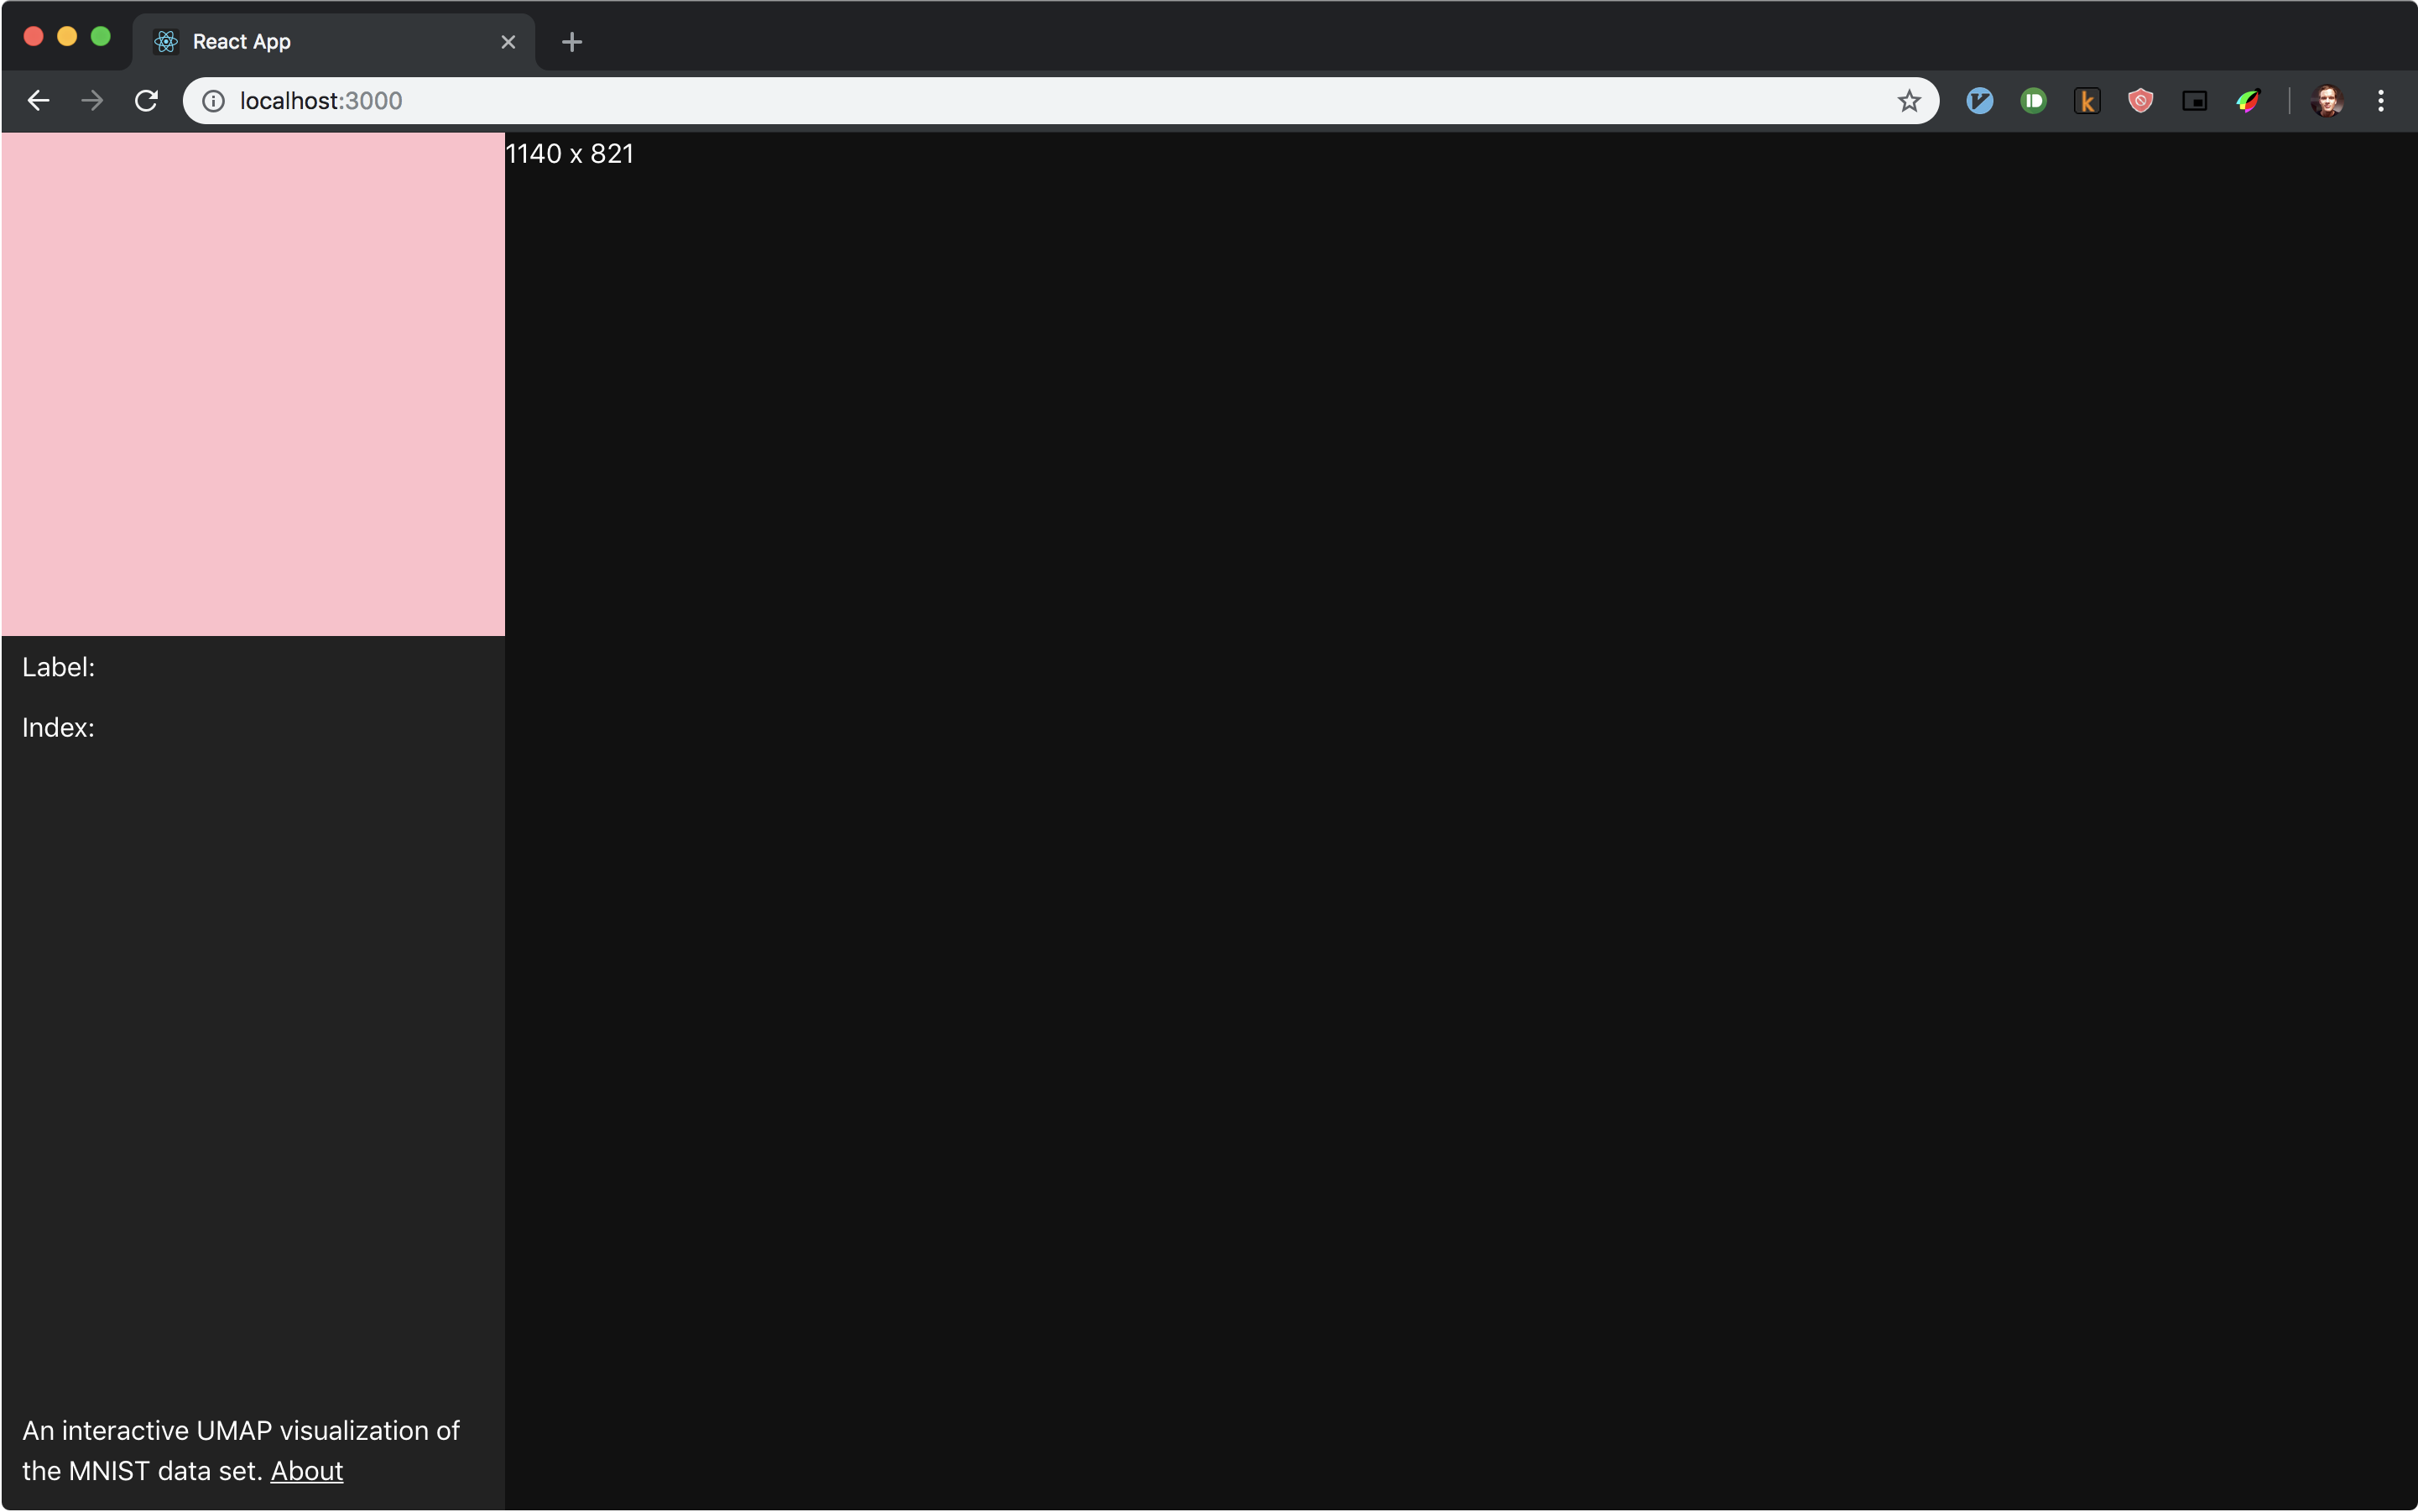 React App
localhost:3000
k
1140 x 821
Label:
Index:
An interactive UMAP visualization of
the MNIST data set. About